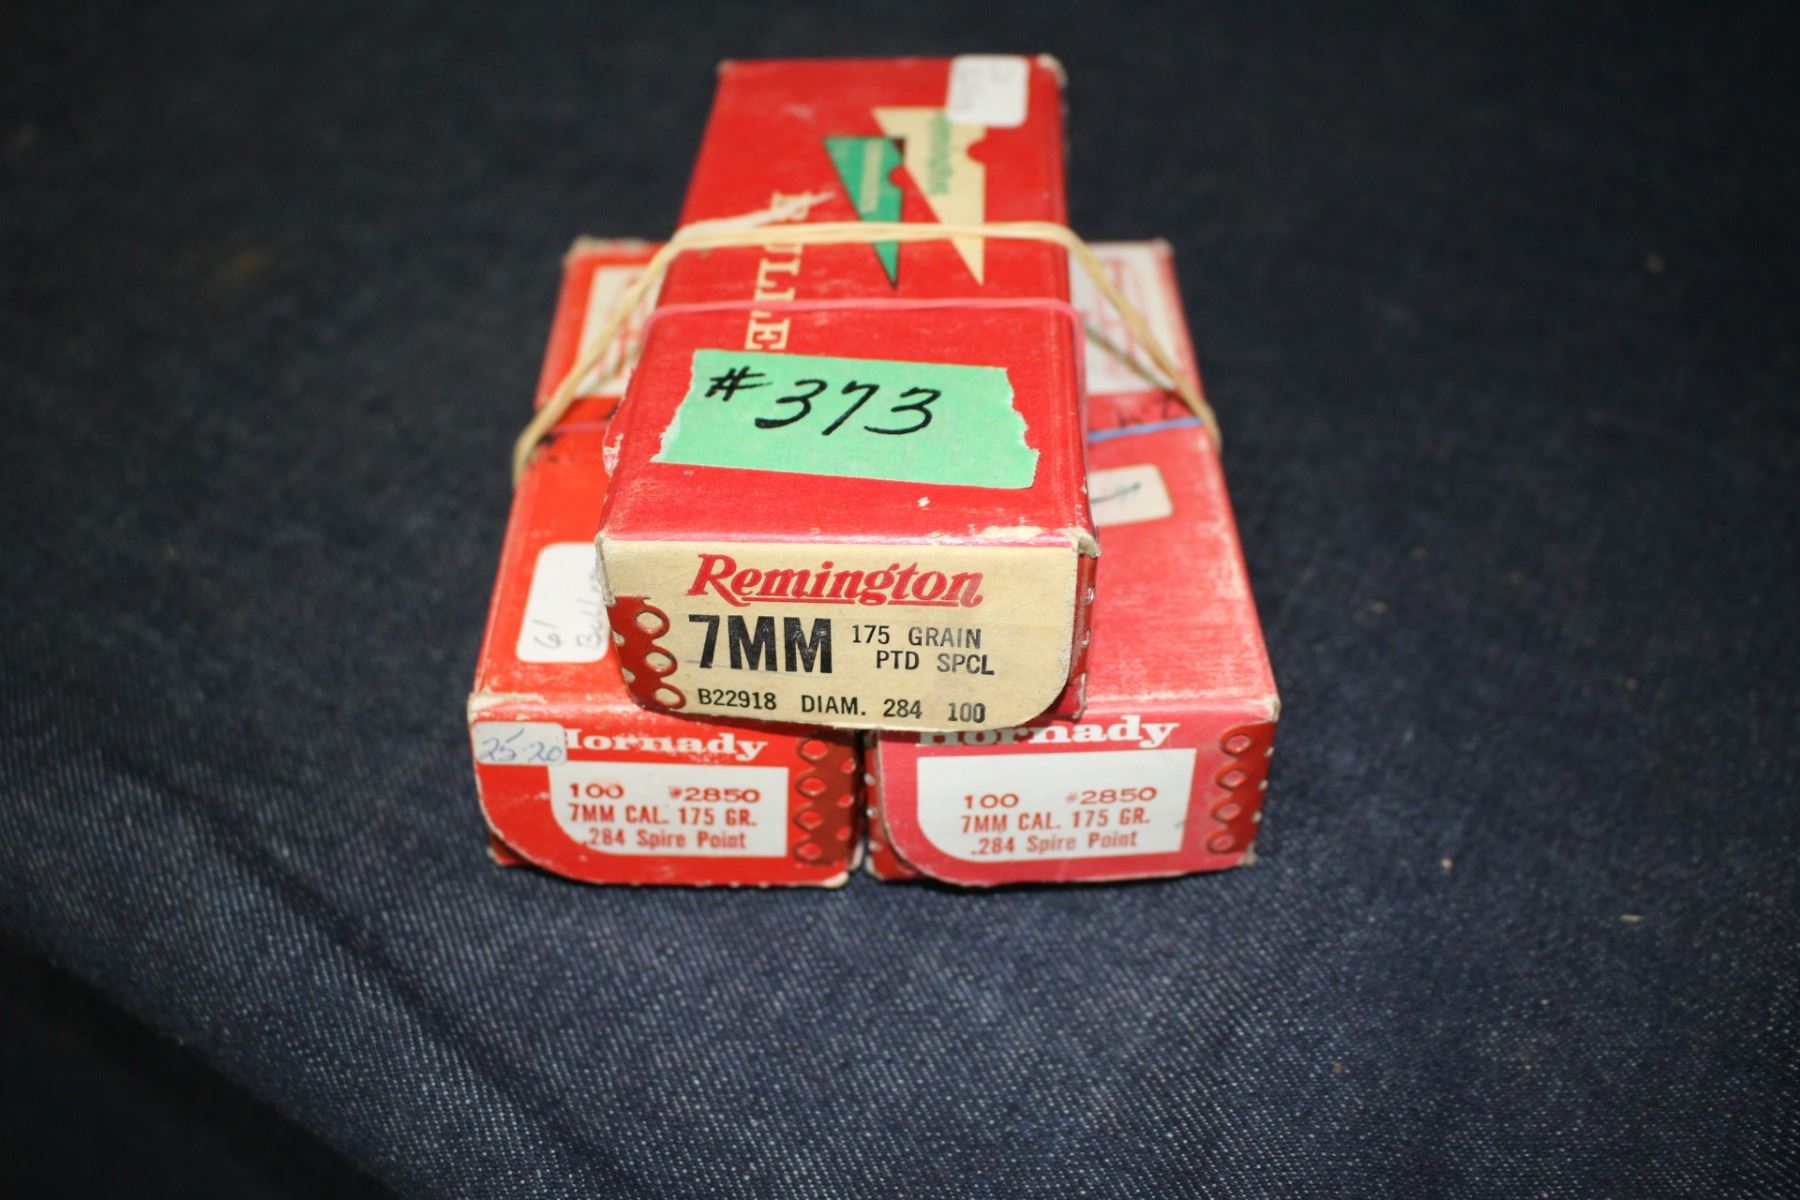 #373
Remington
7MM 175 GRAIN
PTD SPCL
B22918 DIAM. 284 100
25-20
Hornady
100 #2850
7MM CAL. 175 GR.
.284 Spire Point
61
Hornady
100 #2850
7MM CAL. 175 GR.
.284 Spire Point